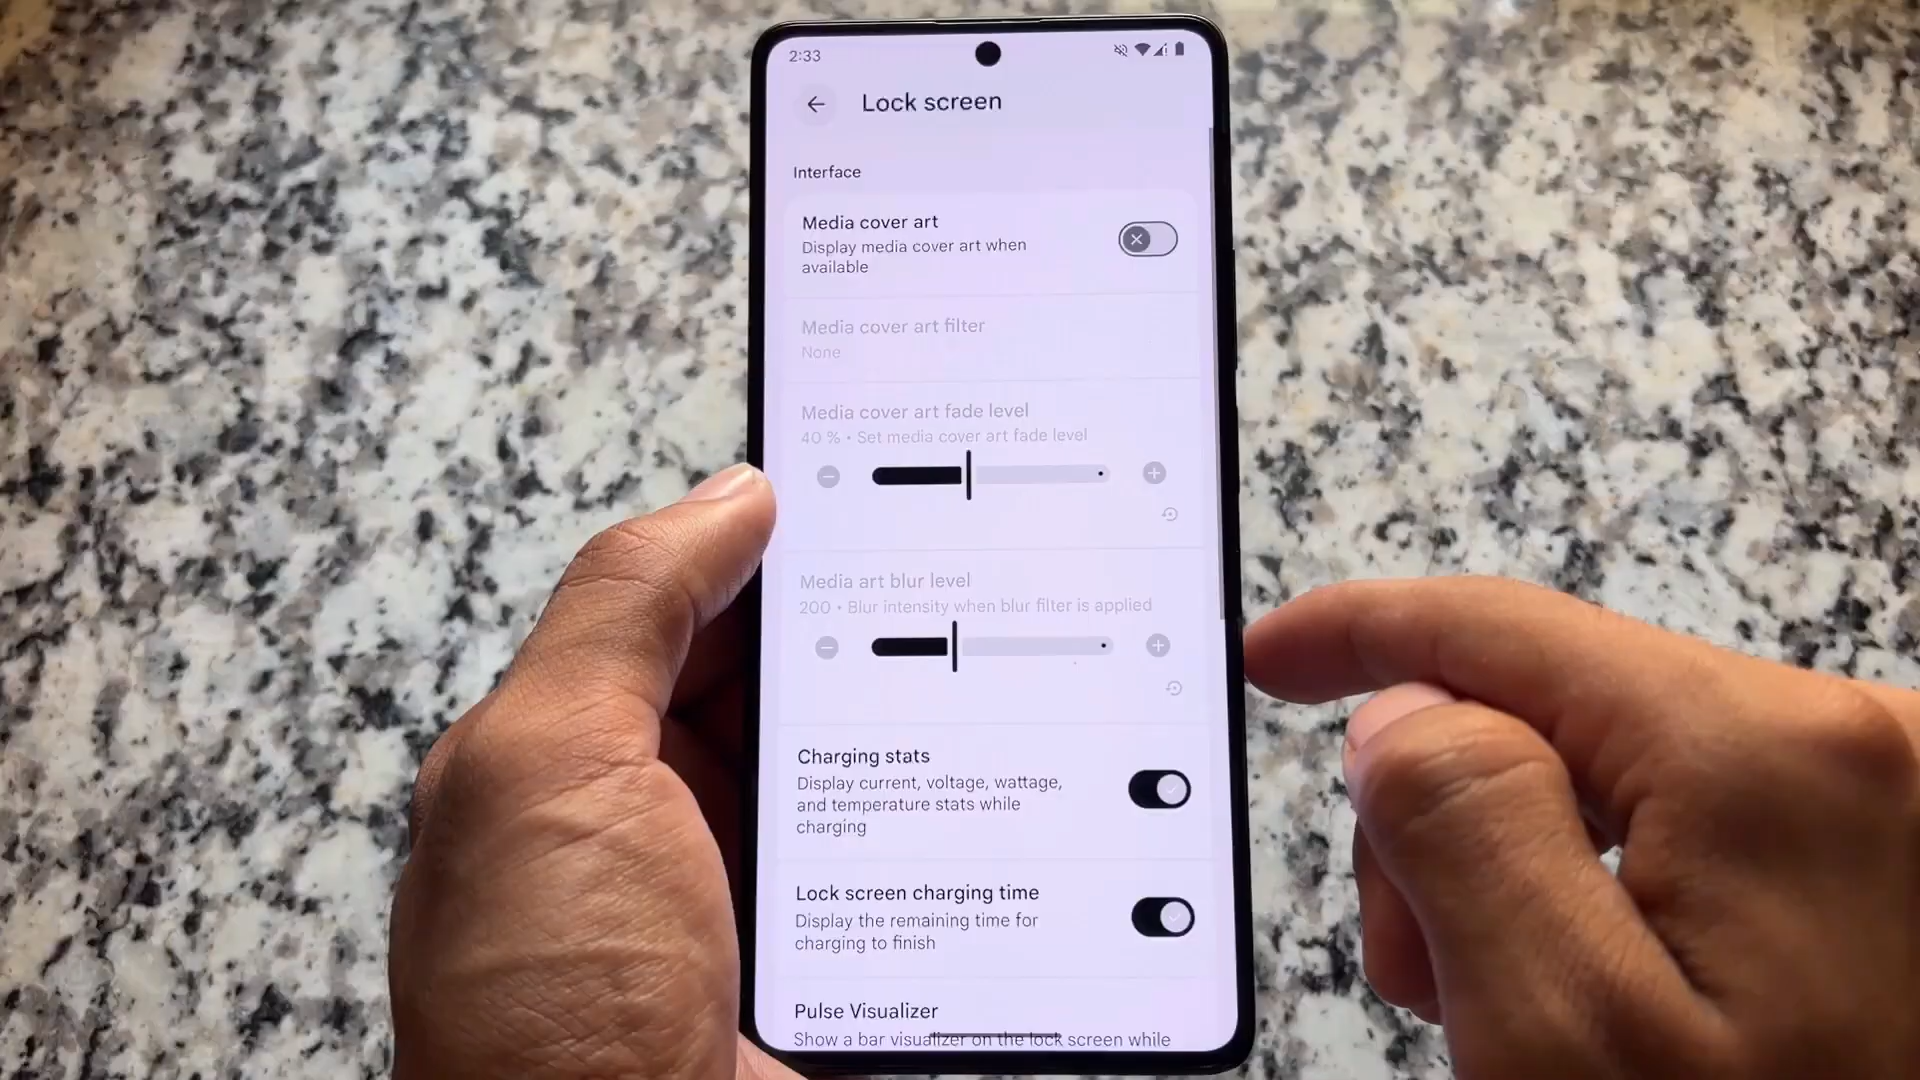 2:33
Lock screen
Interface
Media cover art
Display media cover art when
available
Media cover art filter
None
Media cover art fade level
40 % • Set media cover art fade level
Media art blur level
200 • Blur intensity when blur filter is applied
Charging stats
Display current, voltage, wattage,
and temperature stats while
charging
Lock screen charging time
Display the remaining time for
charging to finish
Pulse Visualizer
Show a bar visualizer on the lock screen while